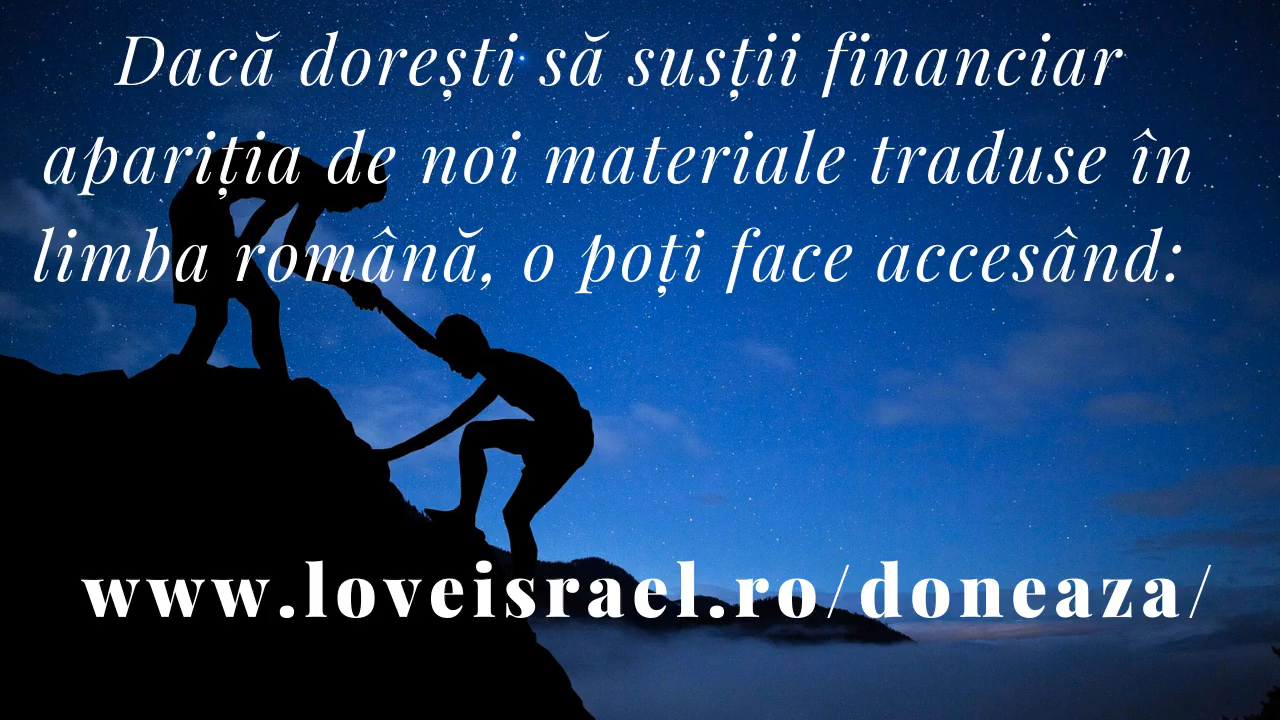 Dacă dorești să susții financiar
apariția de noi materiale traduse în
limba română, o poți face accesând:
www.loveisrael.ro/doneaza/